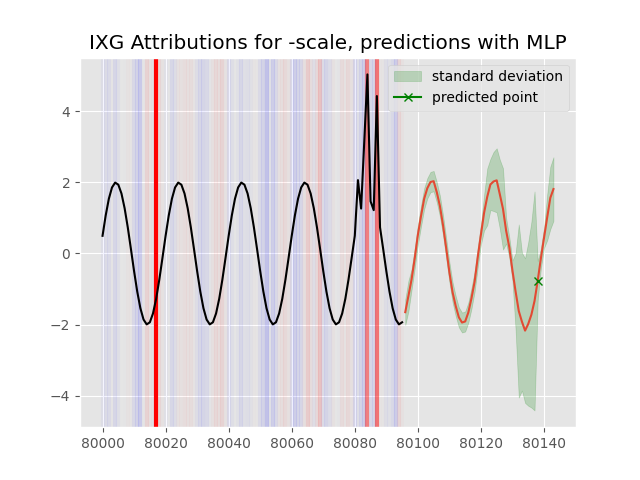 IXG Attributions for -scale, predictions with MLP
standard deviation
predicted point
4
2
0
−2
−4
80000 80020 80040 80060 80080 80100 80120 80140